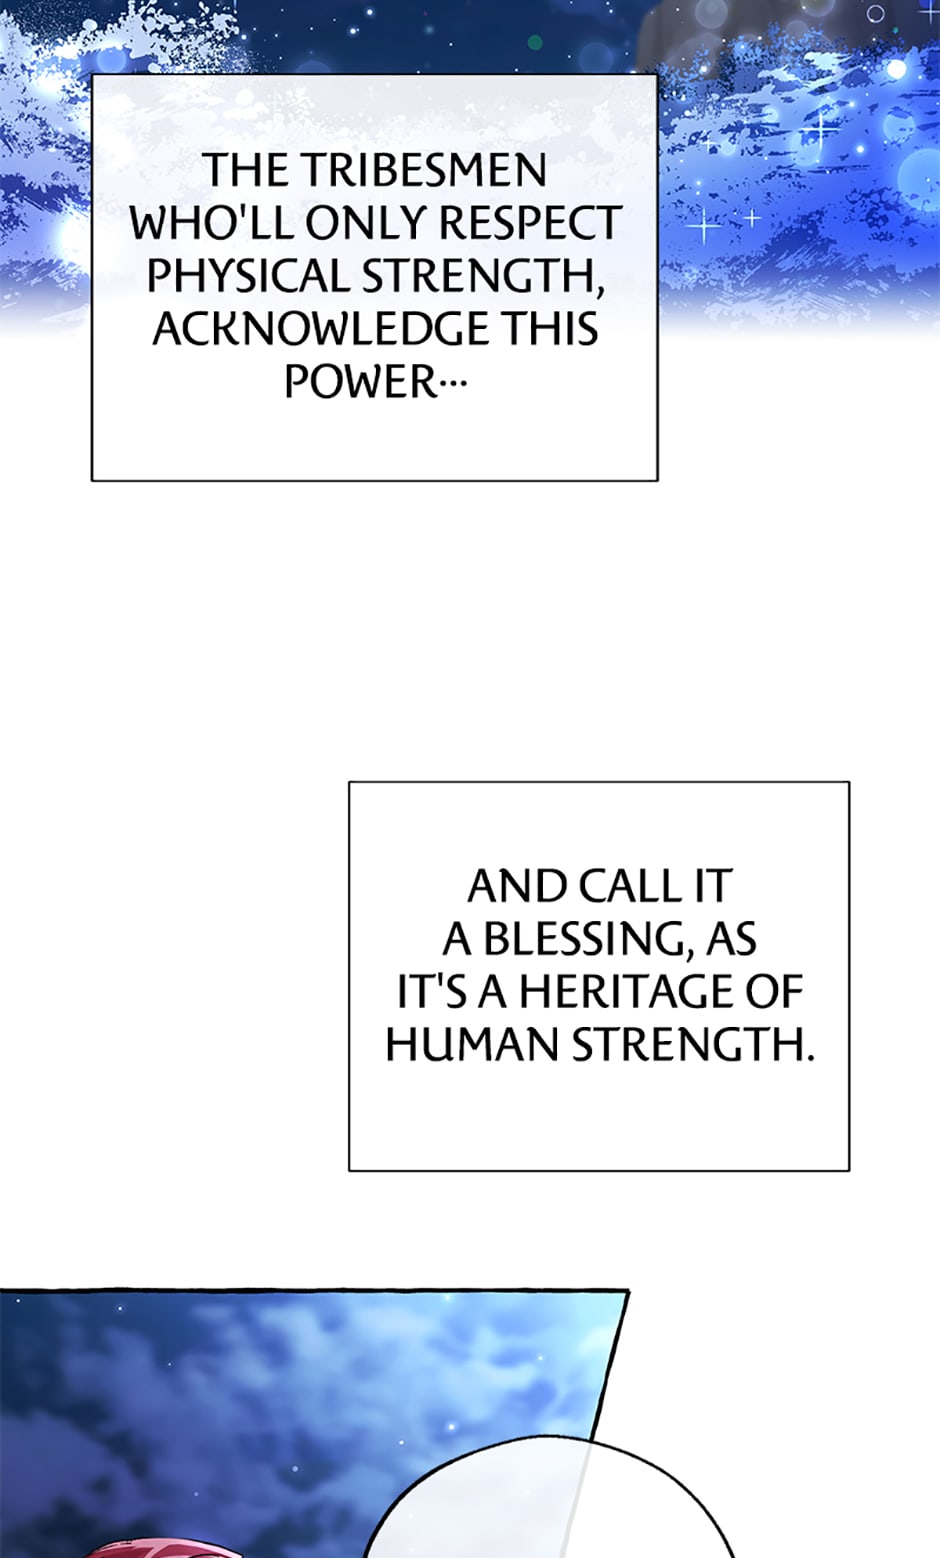 THE TRIBESMEN
WHO'LL ONLY RESPECT
PHYSICAL STRENGTH,
ACKNOWLEDGE THIS
POWER···
AND CALL IT
A BLESSING, AS
IT'S A HERITAGE OF
HUMAN STRENGTH.